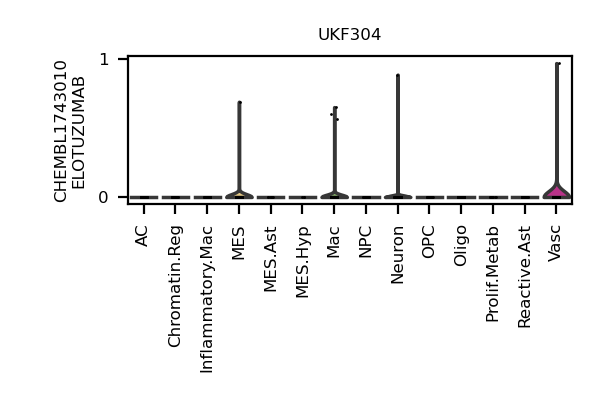 UKF304
CHEMBL1743010
ELOTUZUMAB
1
0
AC
Chromatin.Reg
Inflammatory.Mac
MES
MES.Ast
MES.Hyp
Mac
NPC
Neuron
OPC
Oligo
Prolif.Metab
Reactive.Ast
Vasc